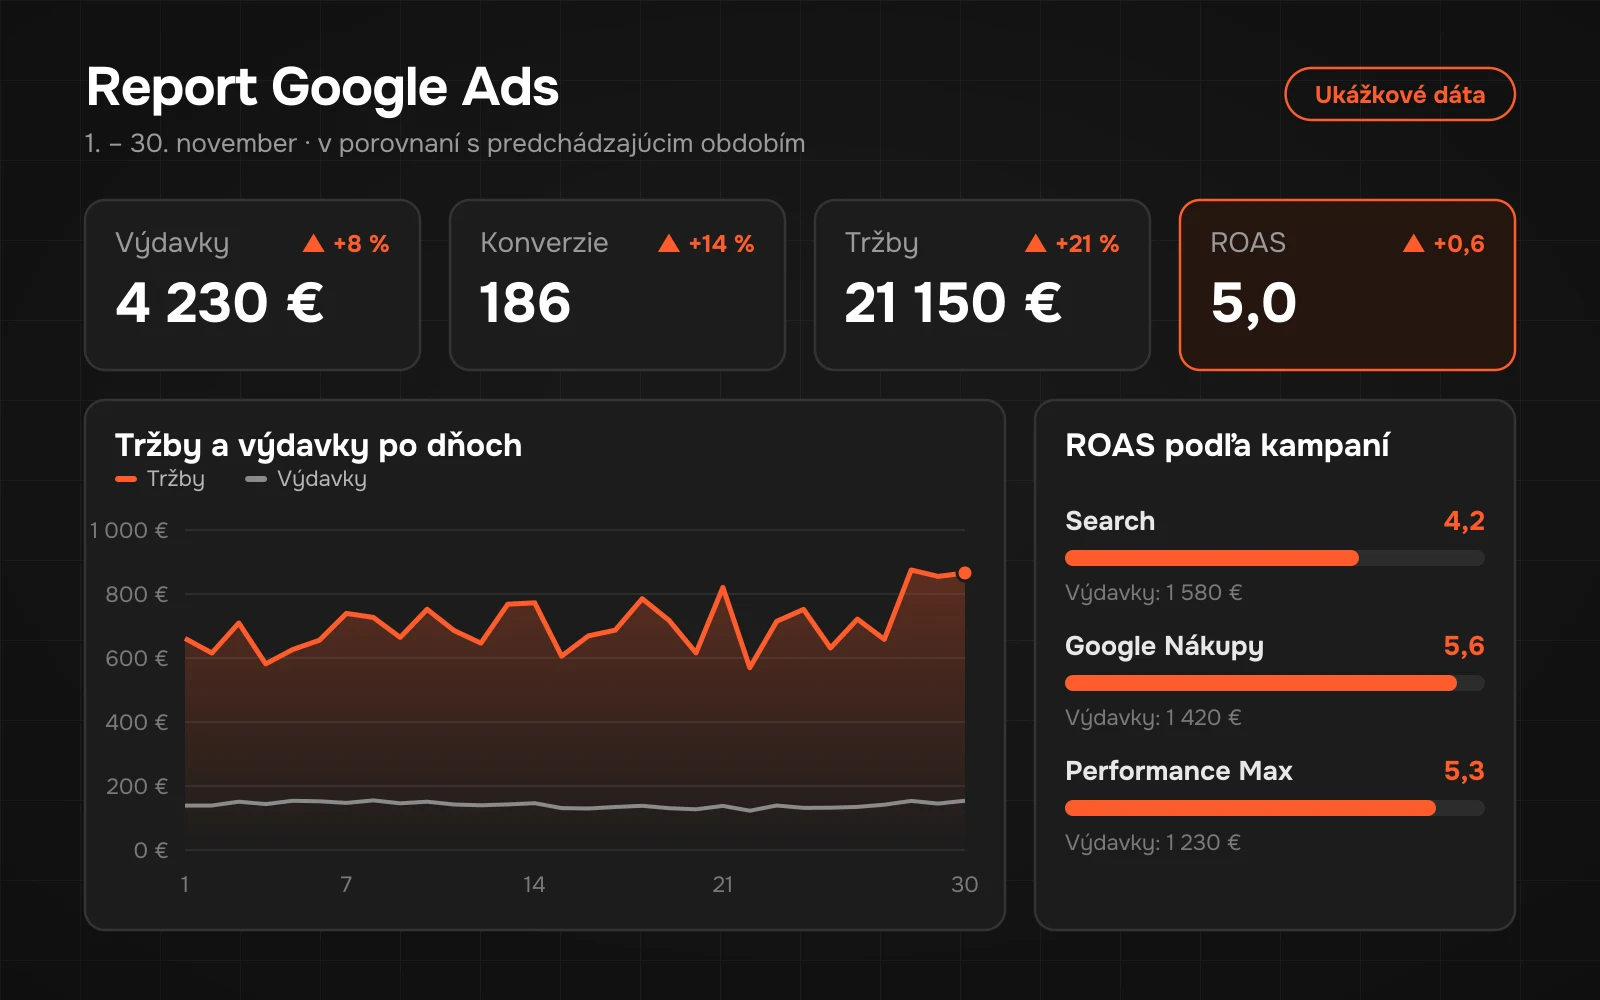 Report Google Ads
Ukážkové dáta
1. – 30. november · v porovnaní s predchádzajúcim obdobím
Výdavky ▲ +8 %
4 230 €
Konverzie ▲ +14 %
186
Tržby ▲ +21 %
21 150 €
ROAS ▲ +0,6
5,0
Tržby a výdavky po dňoch
Tržby Výdavky
1 000 €
800 €
600 €
400 €
200 €
0 €
1 7 14 21 30
ROAS podľa kampaní
Search 4,2
Výdavky: 1 580 €
Google Nákupy 5,6
Výdavky: 1 420 €
Performance Max 5,3
Výdavky: 1 230 €